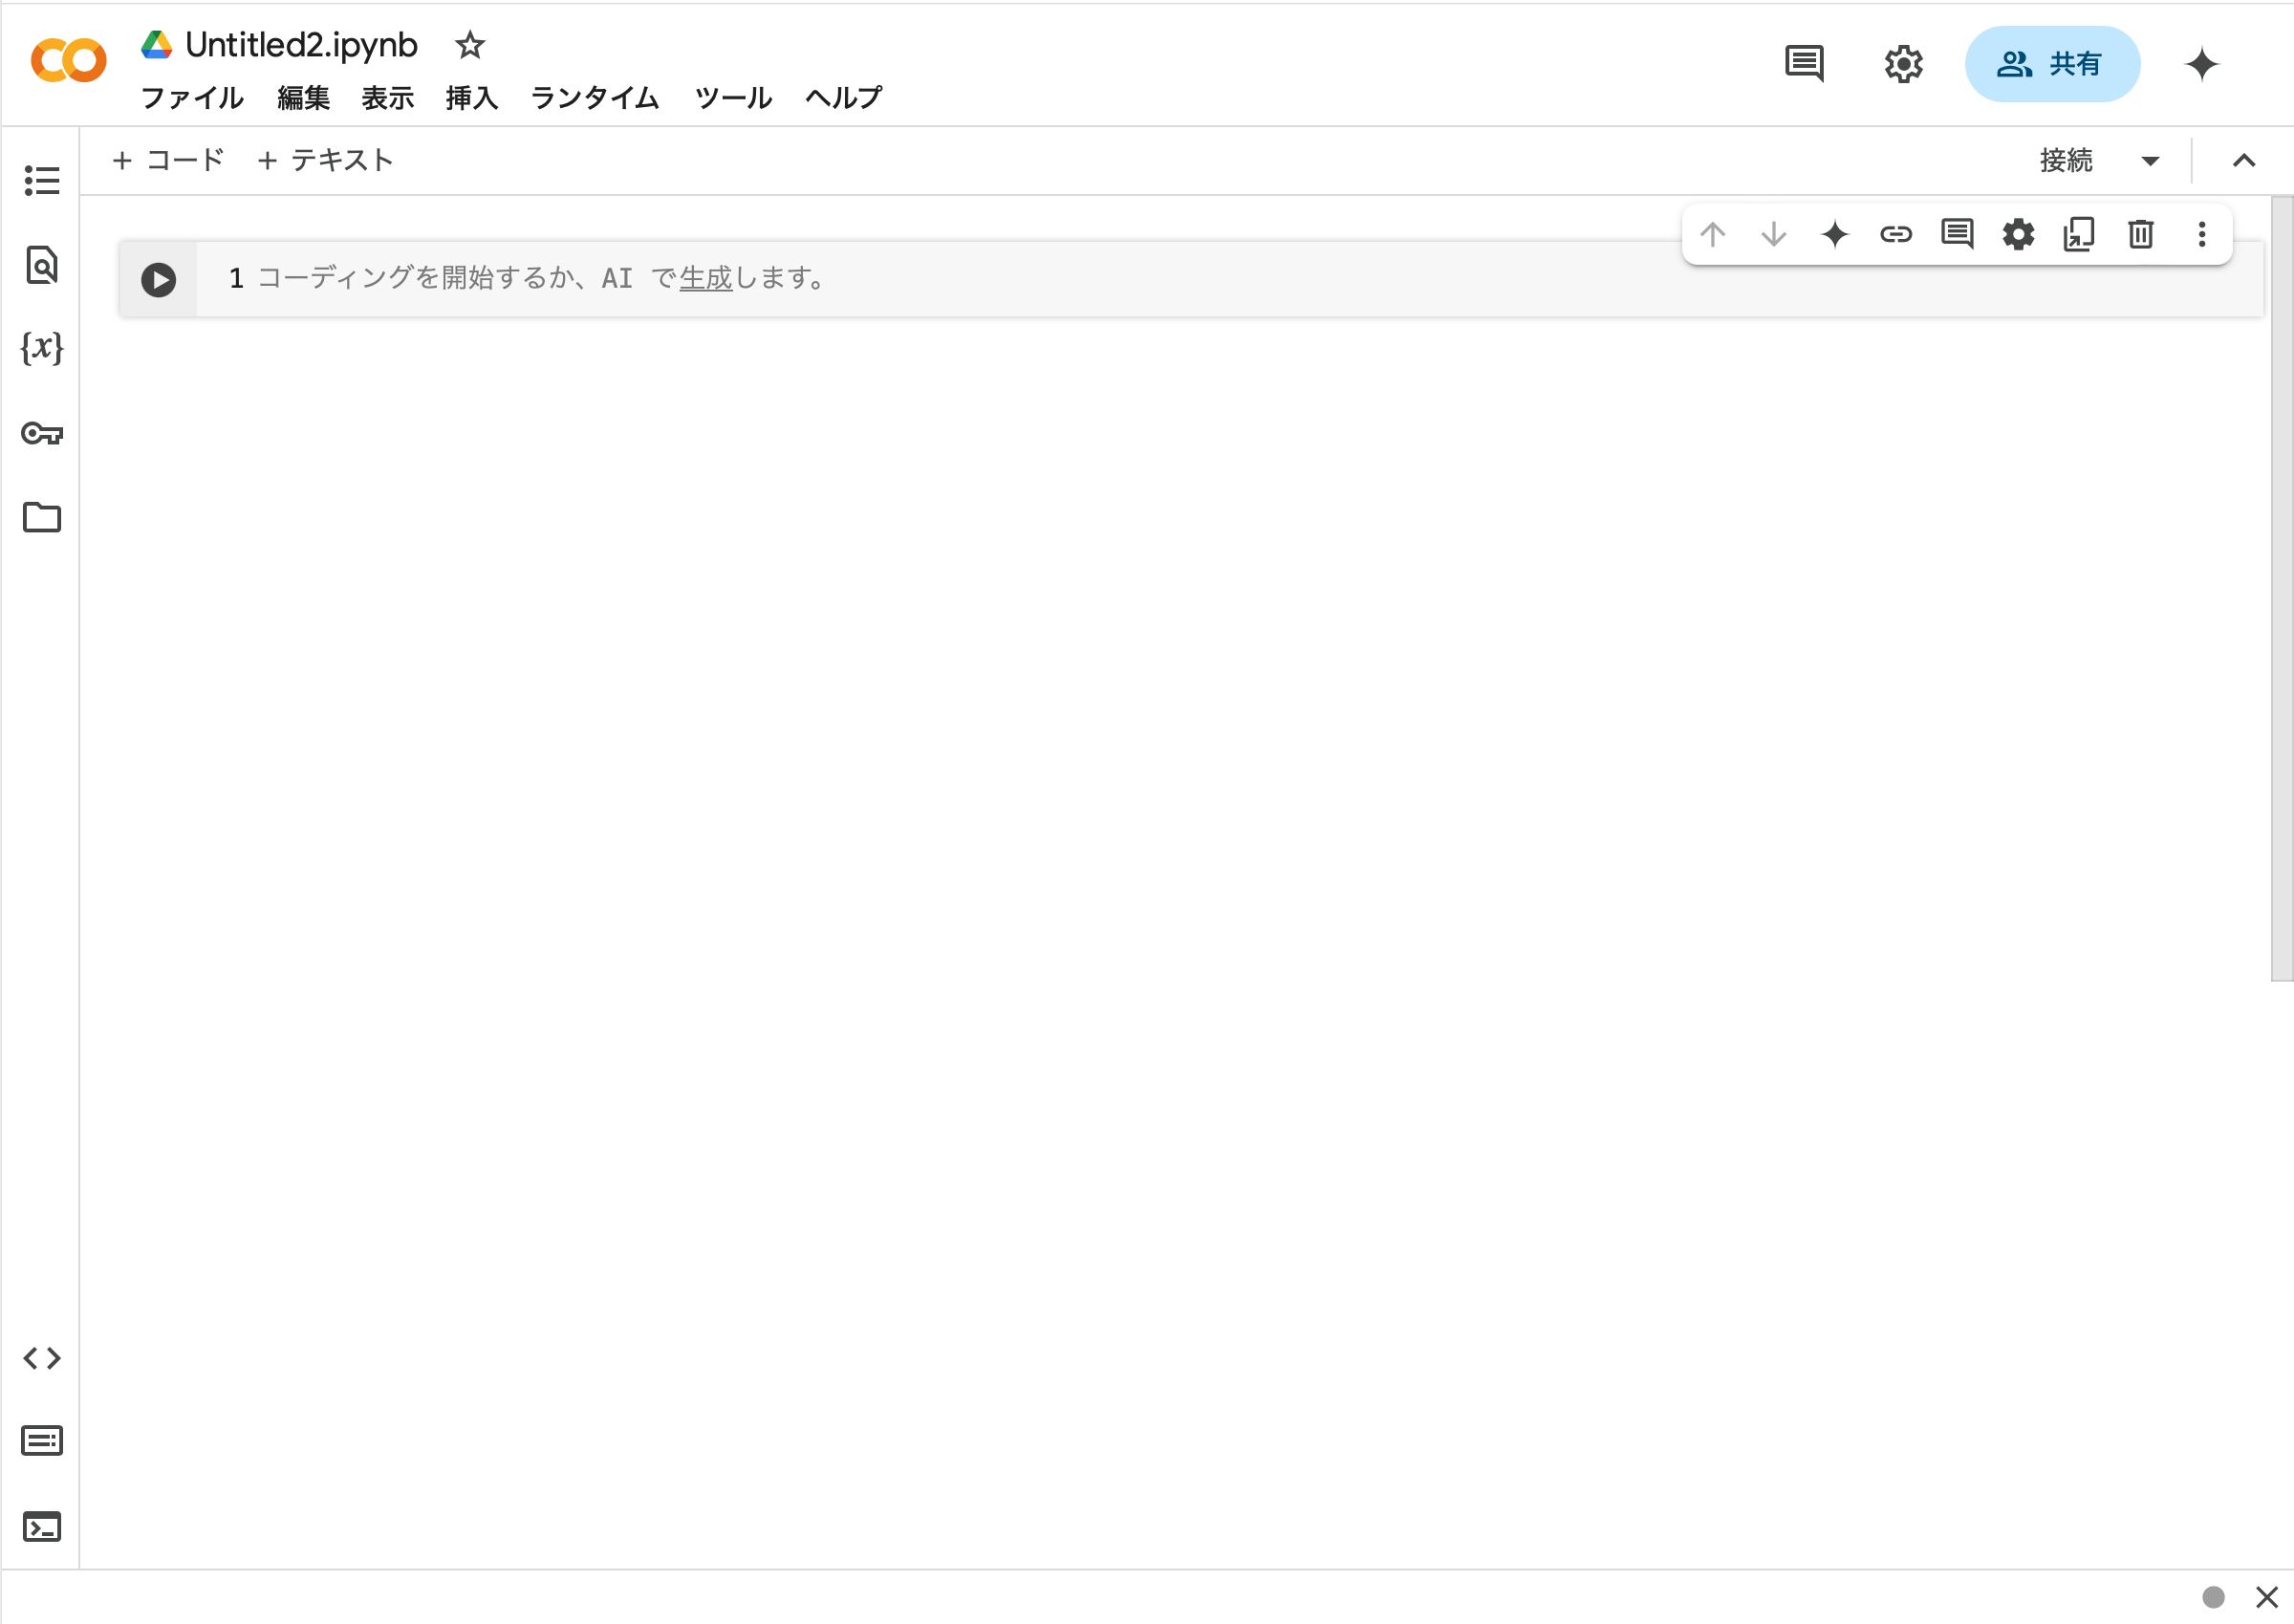 Untitled2.ipynb
ファイル 編集 表示 挿入 ランタイム ツール ヘルプ
共有
+ コード + テキスト
接続
1 コーディングを開始するか、AI で生成します。
{x}